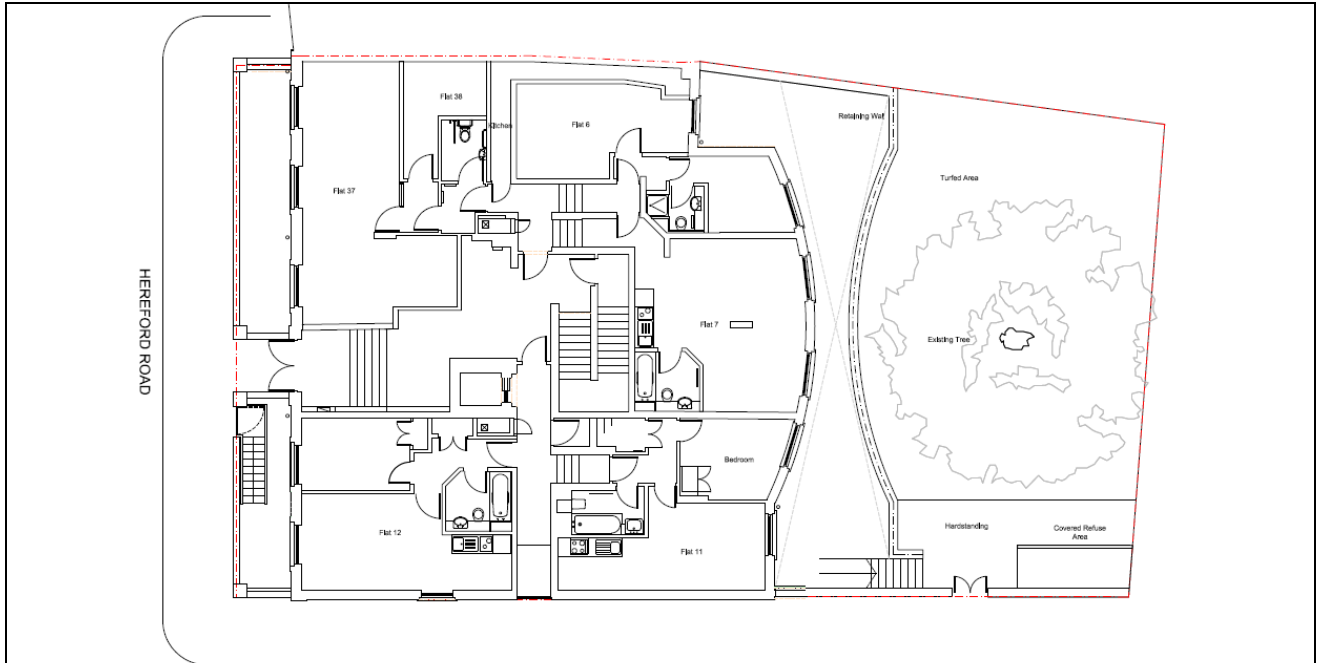 Flat 38
Kitchen
Flat 6
Retaining Wall
Turfed Area
Flat 37
HEREFORD ROAD
Flat 7
Existing Tree
Bedroom
Flat 12
Flat 11
Hardstanding
Covered Refuse
Area